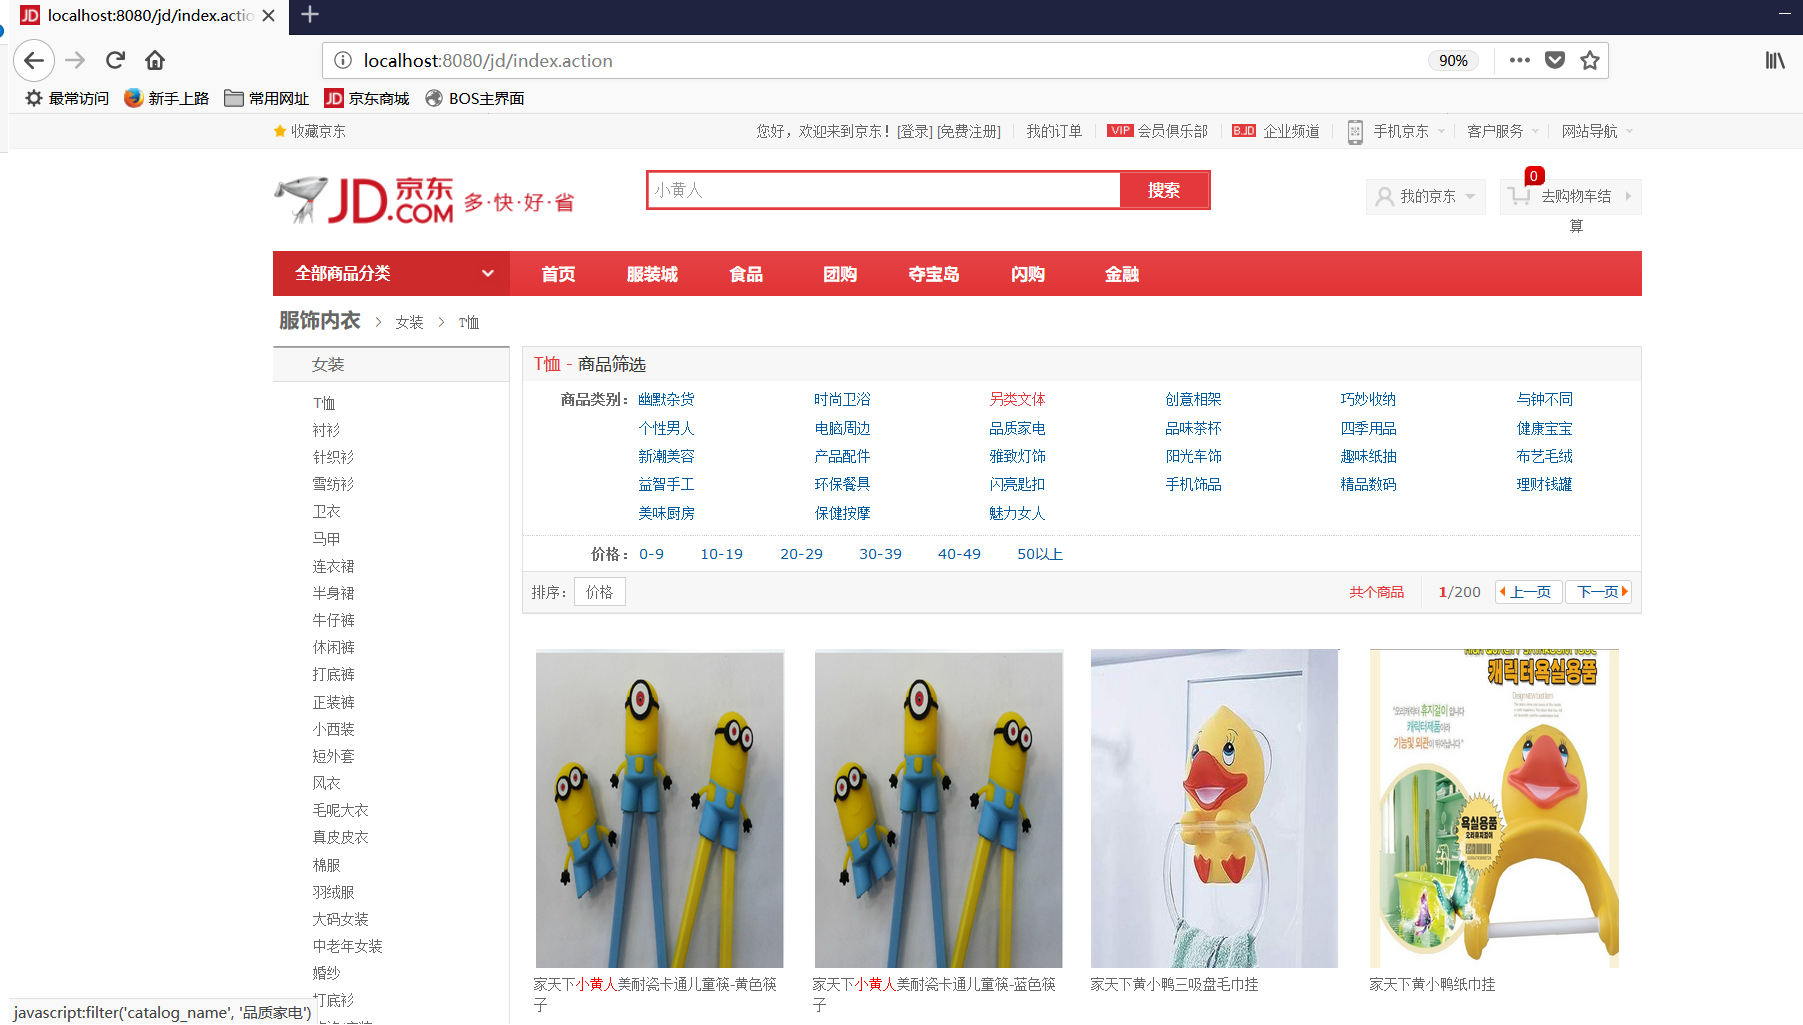 localhost:8080/jd/index.actio
localhost:8080/jd/index.action
90%
最常访问 新手上路 常用网址 京东商城 BOS主界面
收藏京东 您好，欢迎来到京东！[登录] [免费注册] 我的订单 VIP 会员俱乐部 B.JD 企业频道 手机京东 客户服务 网站导航
JD.COM 京东 多·快·好·省
小黄人 搜索
我的京东 0 去购物车结
算
全部商品分类 首页 服装城 食品 团购 夺宝岛 闪购 金融
服饰内衣 > 女装 > T恤
女装
T恤
衬衫
针织衫
雪纺衫
卫衣
马甲
连衣裙
半身裙
牛仔裤
休闲裤
打底裤
正装裤
小西装
短外套
风衣
毛呢大衣
真皮皮衣
棉服
羽绒服
大码女装
中老年女装
婚纱
打底衫
T恤 - 商品筛选
商品类别： 幽默杂货 时尚卫浴 另类文体 创意相架 巧妙收纳 与钟不同
个性男人 电脑周边 品质家电 品味茶杯 四季用品 健康宝宝
新潮美容 产品配件 雅致灯饰 阳光车饰 趣味纸抽 布艺毛绒
益智手工 环保餐具 闪亮匙扣 手机饰品 精品数码 理财钱罐
美味厨房 保健按摩 魅力女人
价格： 0-9 10-19 20-29 30-39 40-49 50以上
排序： 价格 共个商品 1/200 上一页 下一页
캐릭터욕실용품
욕실용품
家天下小黄人美耐瓷卡通儿童筷-黄色筷
子
家天下小黄人美耐瓷卡通儿童筷-蓝色筷
子
家天下黄小鸭三吸盘毛巾挂
家天下黄小鸭纸巾挂
javascript:filter('catalog_name', '品质家电')